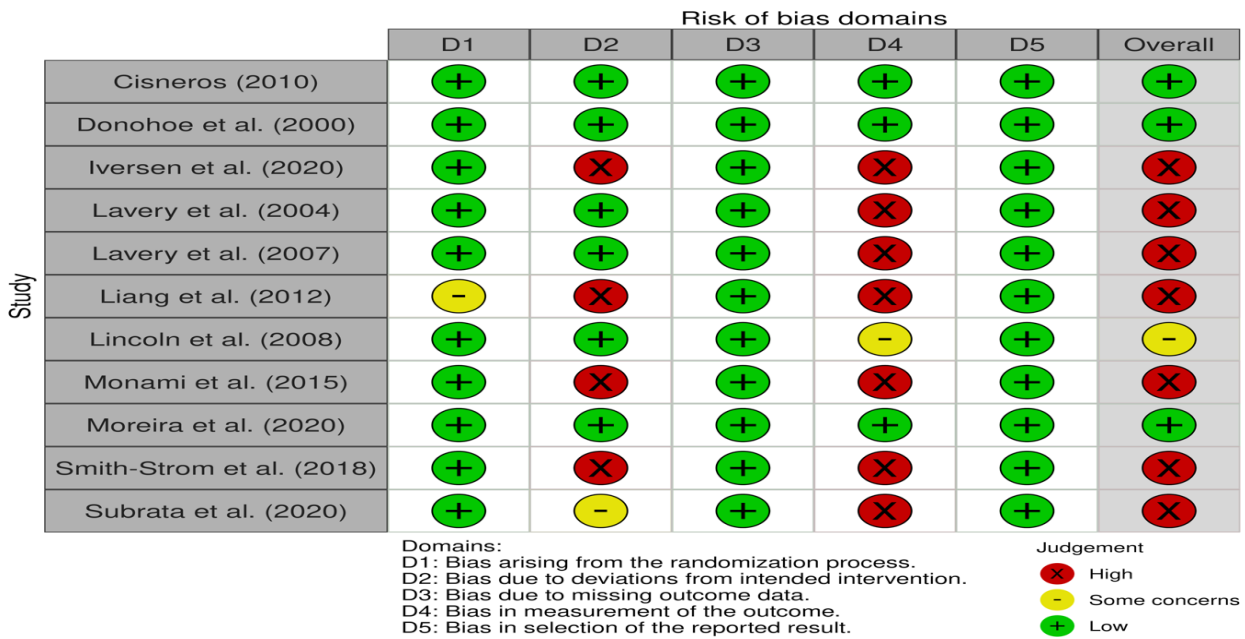 Risk of bias domains
D1 D2 D3 D4 D5 Overall
Study
Cisneros (2010) + + + + + +
Donohoe et al. (2000) + + + + + +
Iversen et al. (2020) + X + X + X
Lavery et al. (2004) + + + X + X
Lavery et al. (2007) + + + X + X
Liang et al. (2012) - X + X + X
Lincoln et al. (2008) + + + - + -
Monami et al. (2015) + X + X + X
Moreira et al. (2020) + + + + + +
Smith-Strom et al. (2018) + X + X + X
Subrata et al. (2020) + - + X + X
Domains:
D1: Bias arising from the randomization process.
D2: Bias due to deviations from intended intervention.
D3: Bias due to missing outcome data.
D4: Bias in measurement of the outcome.
D5: Bias in selection of the reported result.
Judgement
X High
- Some concerns
+ Low